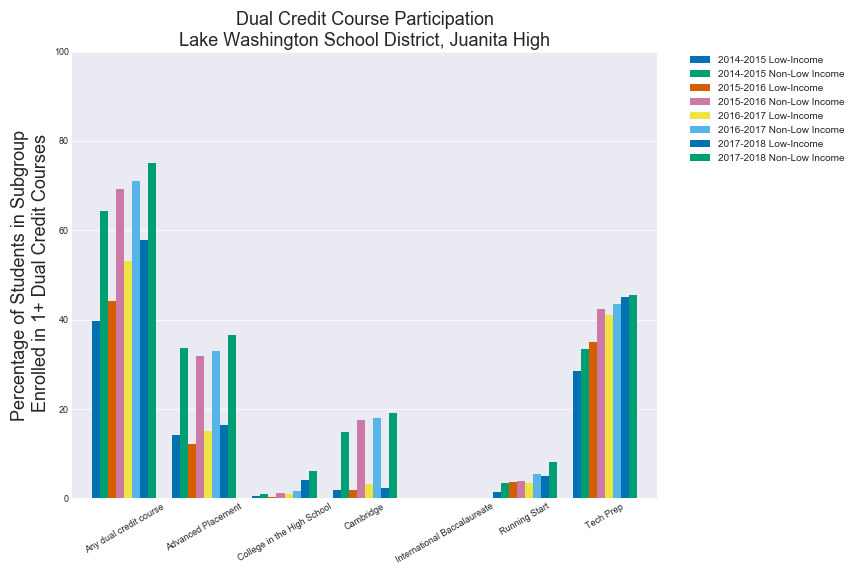 Dual Credit Course Participation
Lake Washington School District, Juanita High
Percentage of Students in Subgroup
Enrolled in 1+ Dual Credit Courses
100
80
60
40
20
0
Any dual credit course
Advanced Placement
College in the High School
Cambridge
International Baccalaureate
Running Start
Tech Prep
2014-2015 Low-Income
2014-2015 Non-Low Income
2015-2016 Low-Income
2015-2016 Non-Low Income
2016-2017 Low-Income
2016-2017 Non-Low Income
2017-2018 Low-Income
2017-2018 Non-Low Income